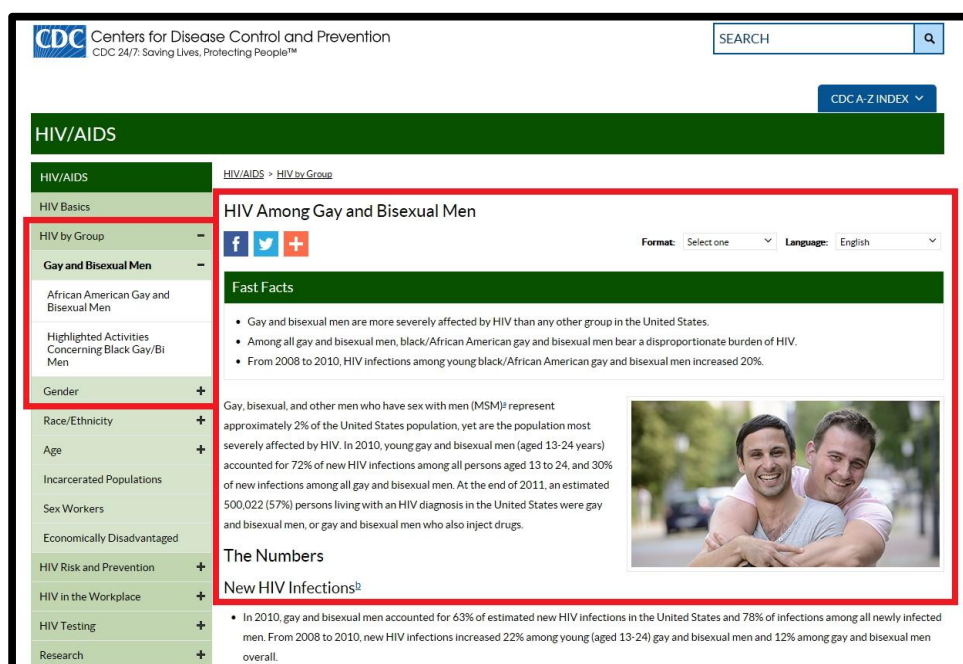 CDC Centers for Disease Control and Prevention
CDC 24/7: Saving Lives, Protecting People™
SEARCH
CDC A-Z INDEX
HIV/AIDS
HIV/AIDS
HIV Basics
HIV by Group
Gay and Bisexual Men
African American Gay and
Bisexual Men
Highlighted Activities
Concerning Black Gay/Bi
Men
Gender
Race/Ethnicity
Age
Incarcerated Populations
Sex Workers
Economically Disadvantaged
HIV Risk and Prevention
HIV in the Workplace
HIV Testing
Research
HIV/AIDS > HIV by Group
HIV Among Gay and Bisexual Men
Format: Select one Language: English
Fast Facts
• Gay and bisexual men are more severely affected by HIV than any other group in the United States.
• Among all gay and bisexual men, black/African American gay and bisexual men bear a disproportionate burden of HIV.
• From 2008 to 2010, HIV infections among young black/African American gay and bisexual men increased 20%.
Gay, bisexual, and other men who have sex with men (MSM)a represent
approximately 2% of the United States population, yet are the population most
severely affected by HIV. In 2010, young gay and bisexual men (aged 13-24 years)
accounted for 72% of new HIV infections among all persons aged 13 to 24, and 30%
of new infections among all gay and bisexual men. At the end of 2011, an estimated
500,022 (57%) persons living with an HIV diagnosis in the United States were gay
and bisexual men, or gay and bisexual men who also inject drugs.
The Numbers
New HIV Infectionsb
• In 2010, gay and bisexual men accounted for 63% of estimated new HIV infections in the United States and 78% of infections among all newly infected
men. From 2008 to 2010, new HIV infections increased 22% among young (aged 13-24) gay and bisexual men and 12% among gay and bisexual men
overall.